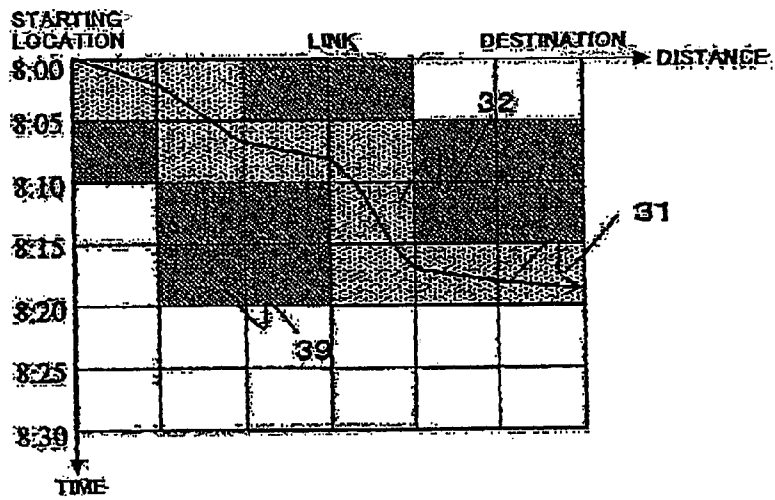 STARTING
LOCATION
LINK
DESTINATION
DISTANCE
8:00
8:05
8:10
8:15
8:20
8:25
8:30
32
31
39
TIME